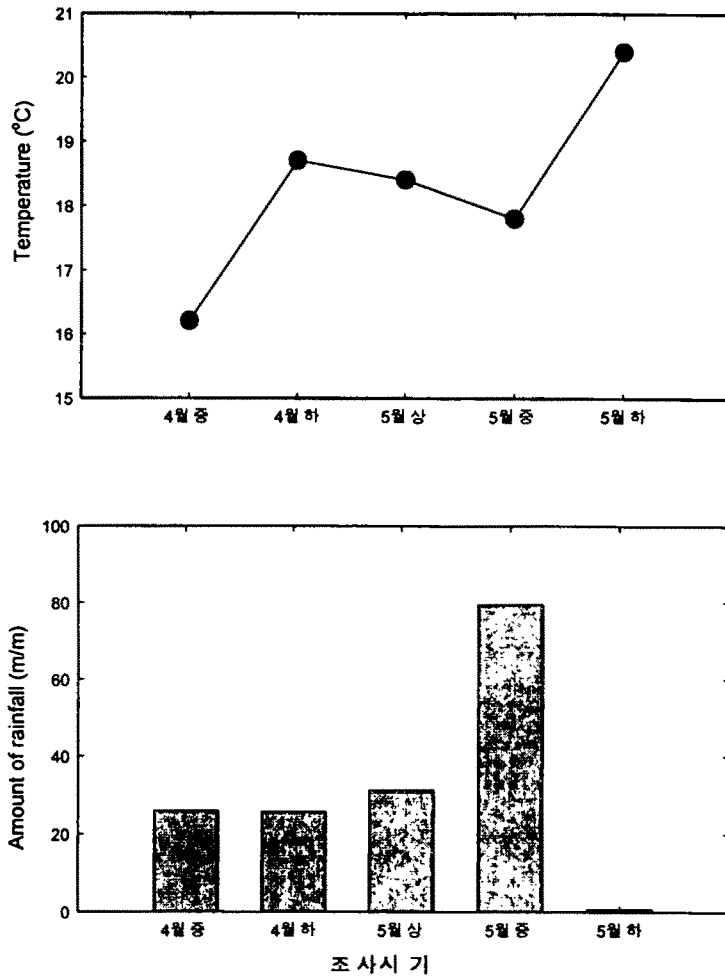 21
20
19
18
17
16
15
Temperature (°C)
4월 중 4월 하 5월 상 5월 중 5월 하
100
80
60
40
20
0
Amount of rainfall (m/m)
4월 중 4월 하 5월 상 5월 중 5월 하
조 사 시 기